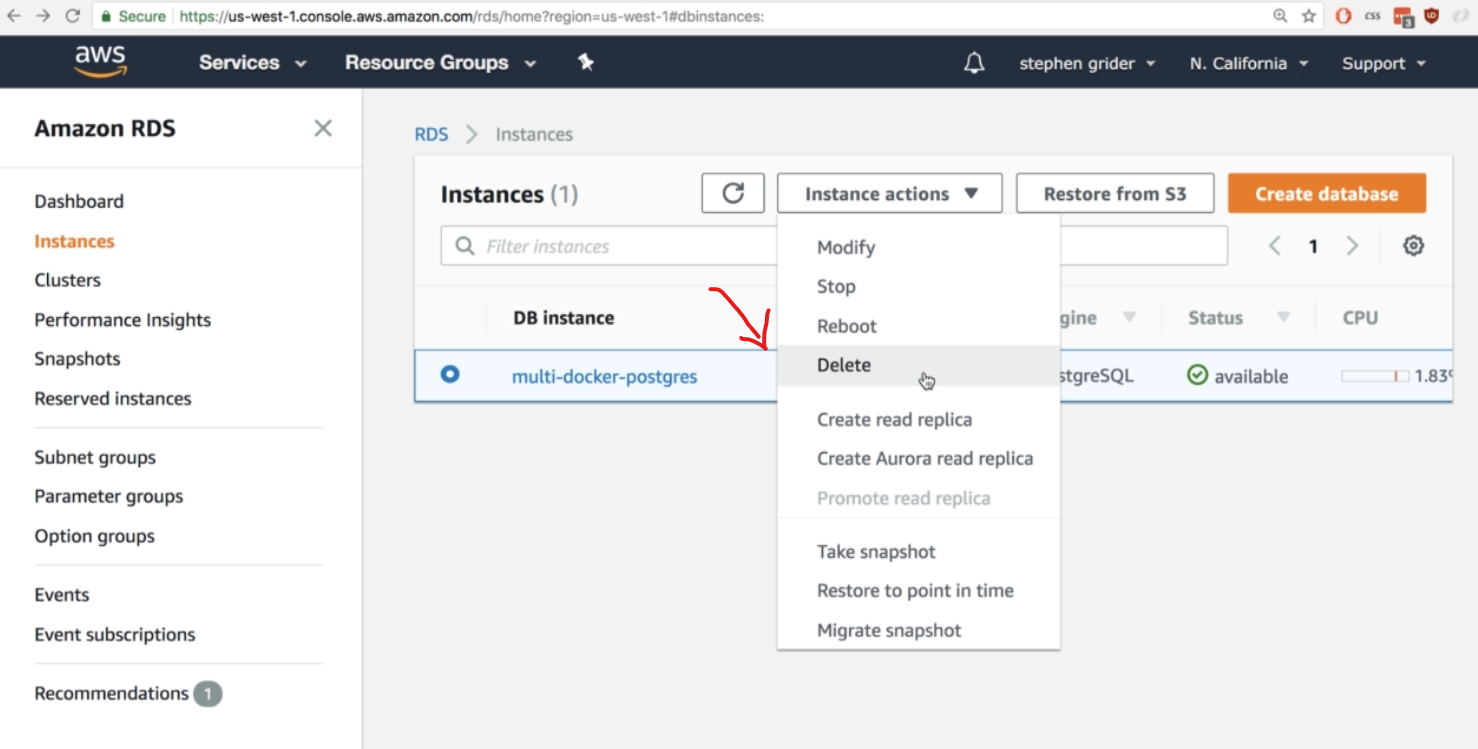 Secure https://us-west-1.console.aws.amazon.com/rds/home?region=us-west-1#dbinstances:
css
3
aws Services Resource Groups stephen grider N. California Support
Amazon RDS
Dashboard
Instances
Clusters
Performance Insights
Snapshots
Reserved instances
Subnet groups
Parameter groups
Option groups
Events
Event subscriptions
Recommendations 1
RDS Instances
Instances (1) Instance actions Restore from S3 Create database
Filter instances 1
DB instance gine Status CPU
multi-docker-postgres stgreSQL available 1.83
Modify
Stop
Reboot
Delete
Create read replica
Create Aurora read replica
Promote read replica
Take snapshot
Restore to point in time
Migrate snapshot